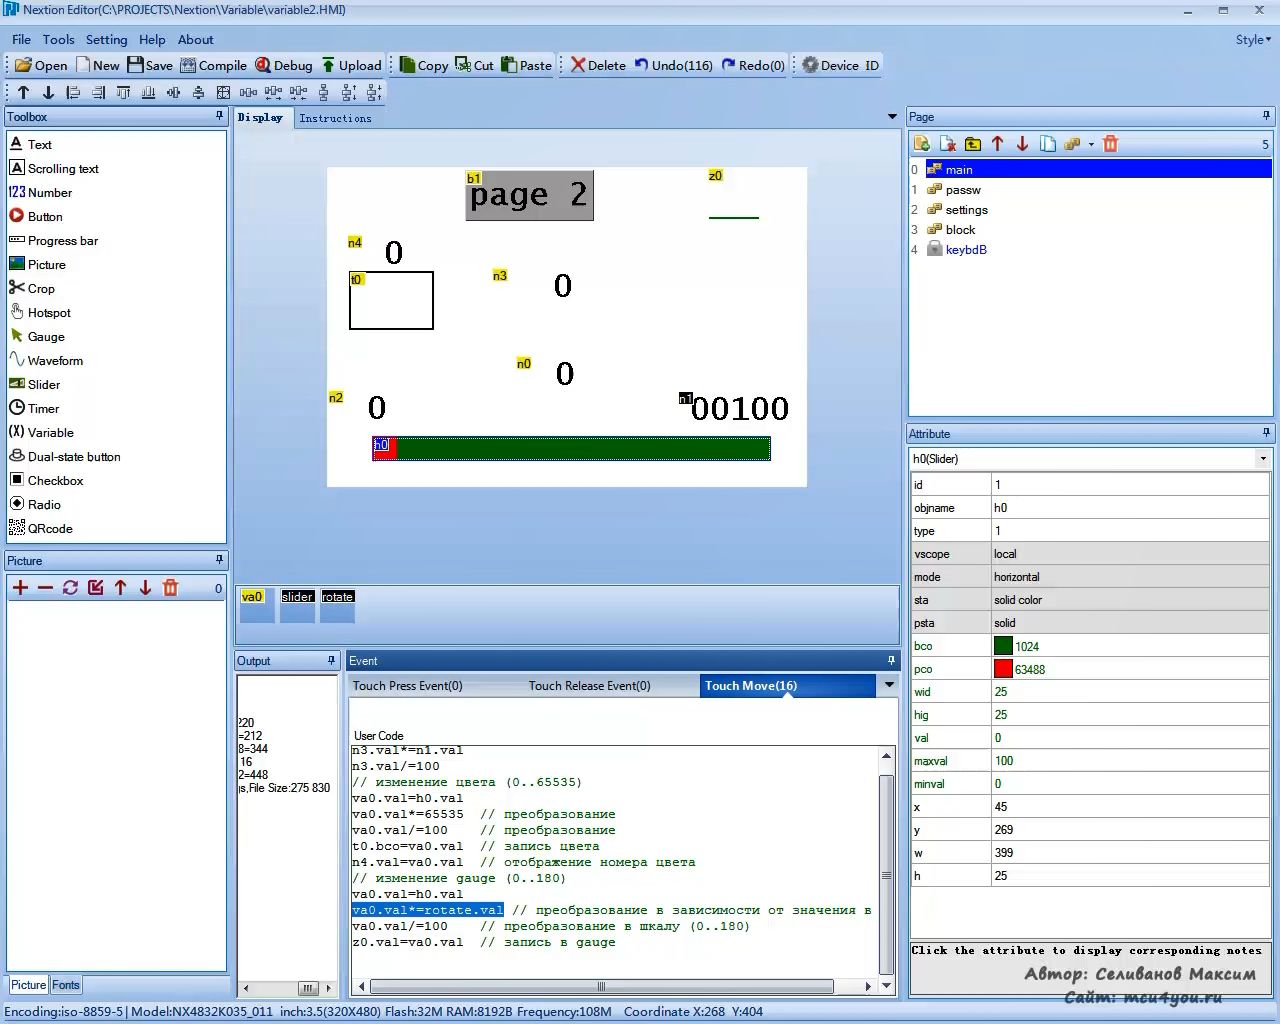 Nextion Editor(C:\PROJECTS\Nextion\Variable\variable2.HMI)
File Tools Setting Help About
Style
Open New Save Compile Debug Upload Copy Cut Paste Delete Undo(116) Redo(0) Device ID
Toolbox
A Text
A Scrolling text
123 Number
Button
Progress bar
Picture
Crop
Hotspot
Gauge
Waveform
Slider
Timer
(X) Variable
Dual-state button
Checkbox
Radio
QRcode
Picture
0
Picture Fonts
Display Instructions
b1
page 2
z0
n4
0
t0
n3
0
n0
0
n2
0
n1
00100
h0
va0 slider rotate
Output
220
=212
8=344
16
2=448
s,File Size:275 830
Event
Touch Press Event(0) Touch Release Event(0) Touch Move(16)
User Code
n3.val*=n1.val
n3.val/=100
// изменение цвета (0..65535)
va0.val=h0.val
va0.val*=65535 // преобразование
va0.val/=100 // преобразование
t0.bco=va0.val // запись цвета
n4.val=va0.val // отображение номера цвета
// изменение gauge (0..180)
va0.val=h0.val
va0.val*=rotate.val // преобразование в зависимости от значения в
va0.val/=100 // преобразование в шкалу (0..180)
z0.val=va0.val // запись в gauge
Page
5
0 main
1 passw
2 settings
3 block
4 keybdB
Attribute
h0(Slider)
id 1
objname h0
type 1
vscope local
mode horizontal
sta solid color
psta solid
bco 1024
pco 63488
wid 25
hig 25
val 0
maxval 100
minval 0
x 45
y 269
w 399
h 25
Click the attribute to display corresponding notes
Автор: Селиванов Максим
Сайт: mcu4you.ru
Encoding:iso-8859-5| Model:NX4832K035_011 inch:3.5(320X480) Flash:32M RAM:8192B Frequency:108M Coordinate X:268 Y:404